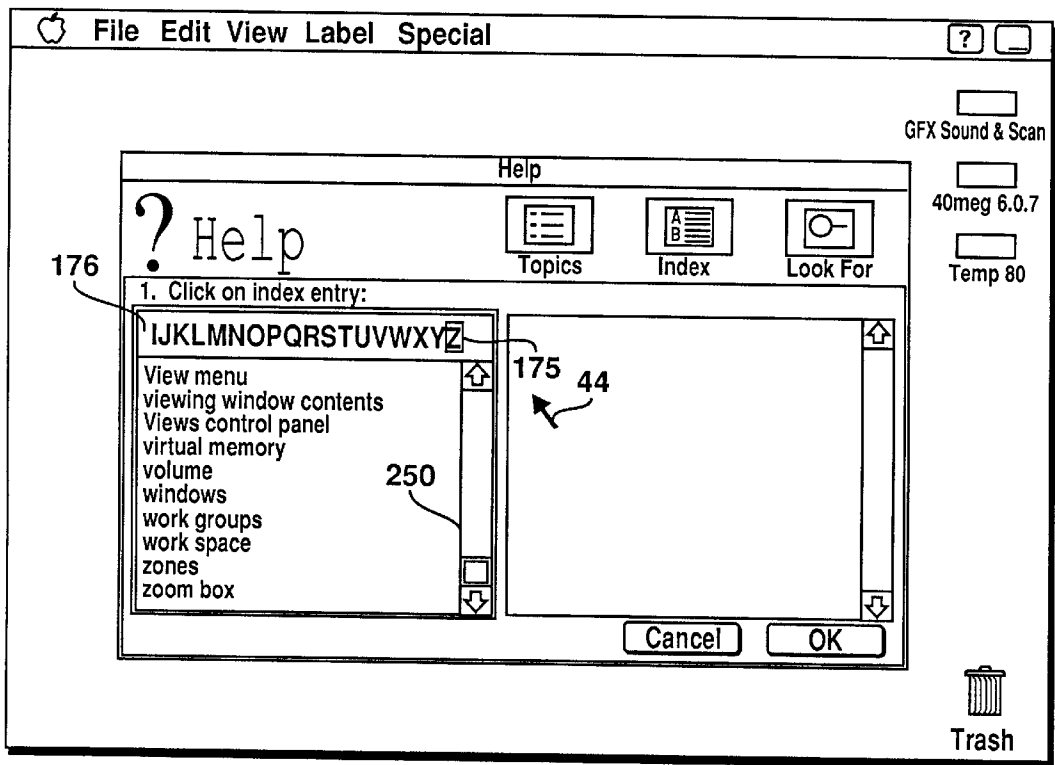 File Edit View Label Special
?
GFX Sound & Scan
Help
40meg 6.0.7
? Help
A
B
Topics Index Look For
Temp 80
176
1. Click on index entry:
IJKLMNOPQRSTUVWXYZ
175
44
View menu
viewing window contents
Views control panel
virtual memory
volume
250
windows
work groups
work space
zones
zoom box
Cancel OK
Trash